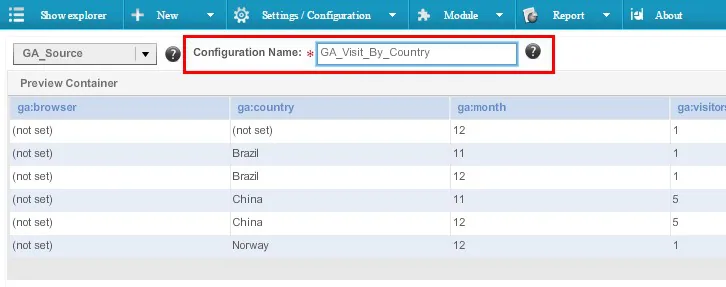 Show explorer New Settings / Configuration Module Report About
GA_Source ? Configuration Name: * GA_Visit_By_Country ?
Preview Container
ga:browser ga:country ga:month ga:visitors
(not set) (not set) 12 1
(not set) Brazil 11 1
(not set) Brazil 12 1
(not set) China 11 5
(not set) China 12 5
(not set) Norway 12 1